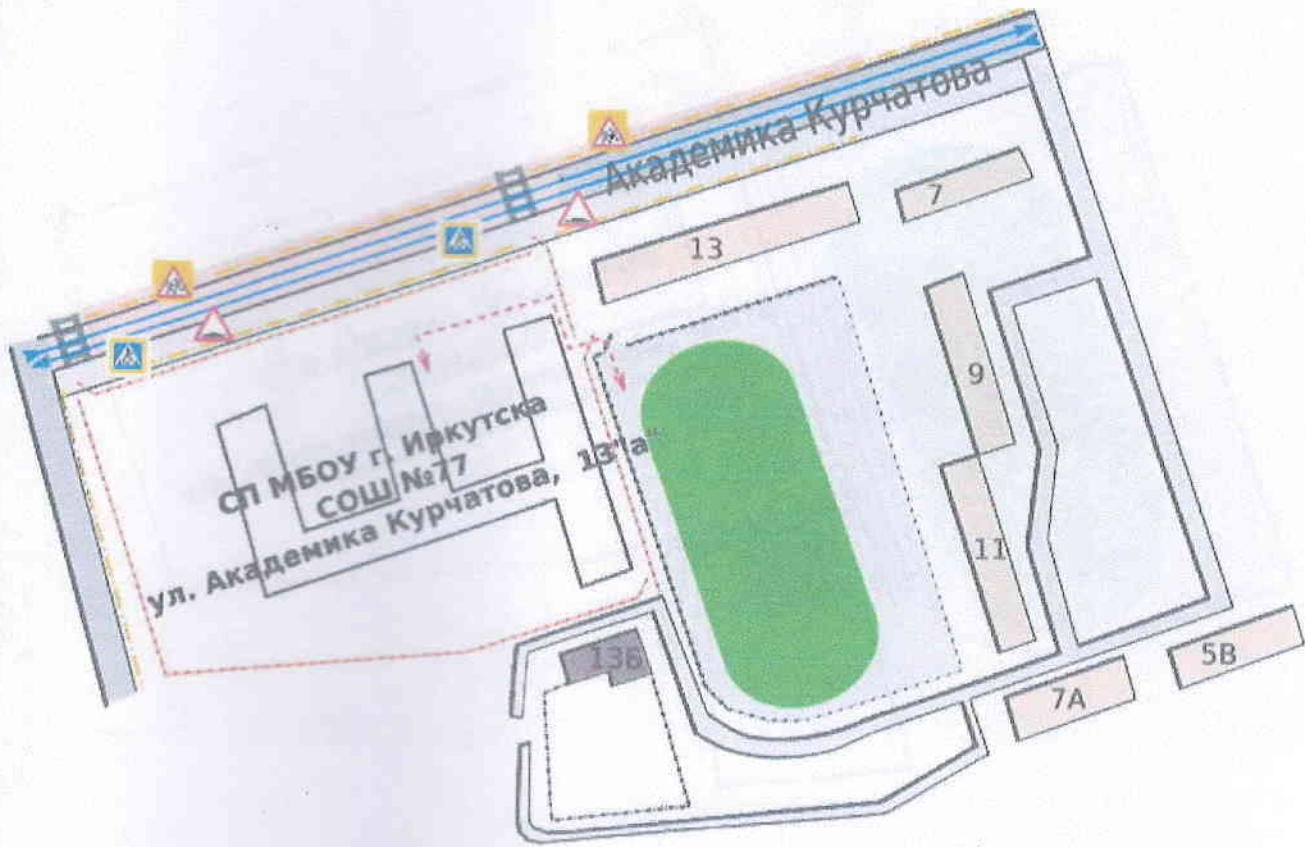 Академика Курчатова
7
13
9
СП МБОУ г. Иркутска
СОШ №77
ул. Академика Курчатова, 13"а"
11
13Б
5В
7А